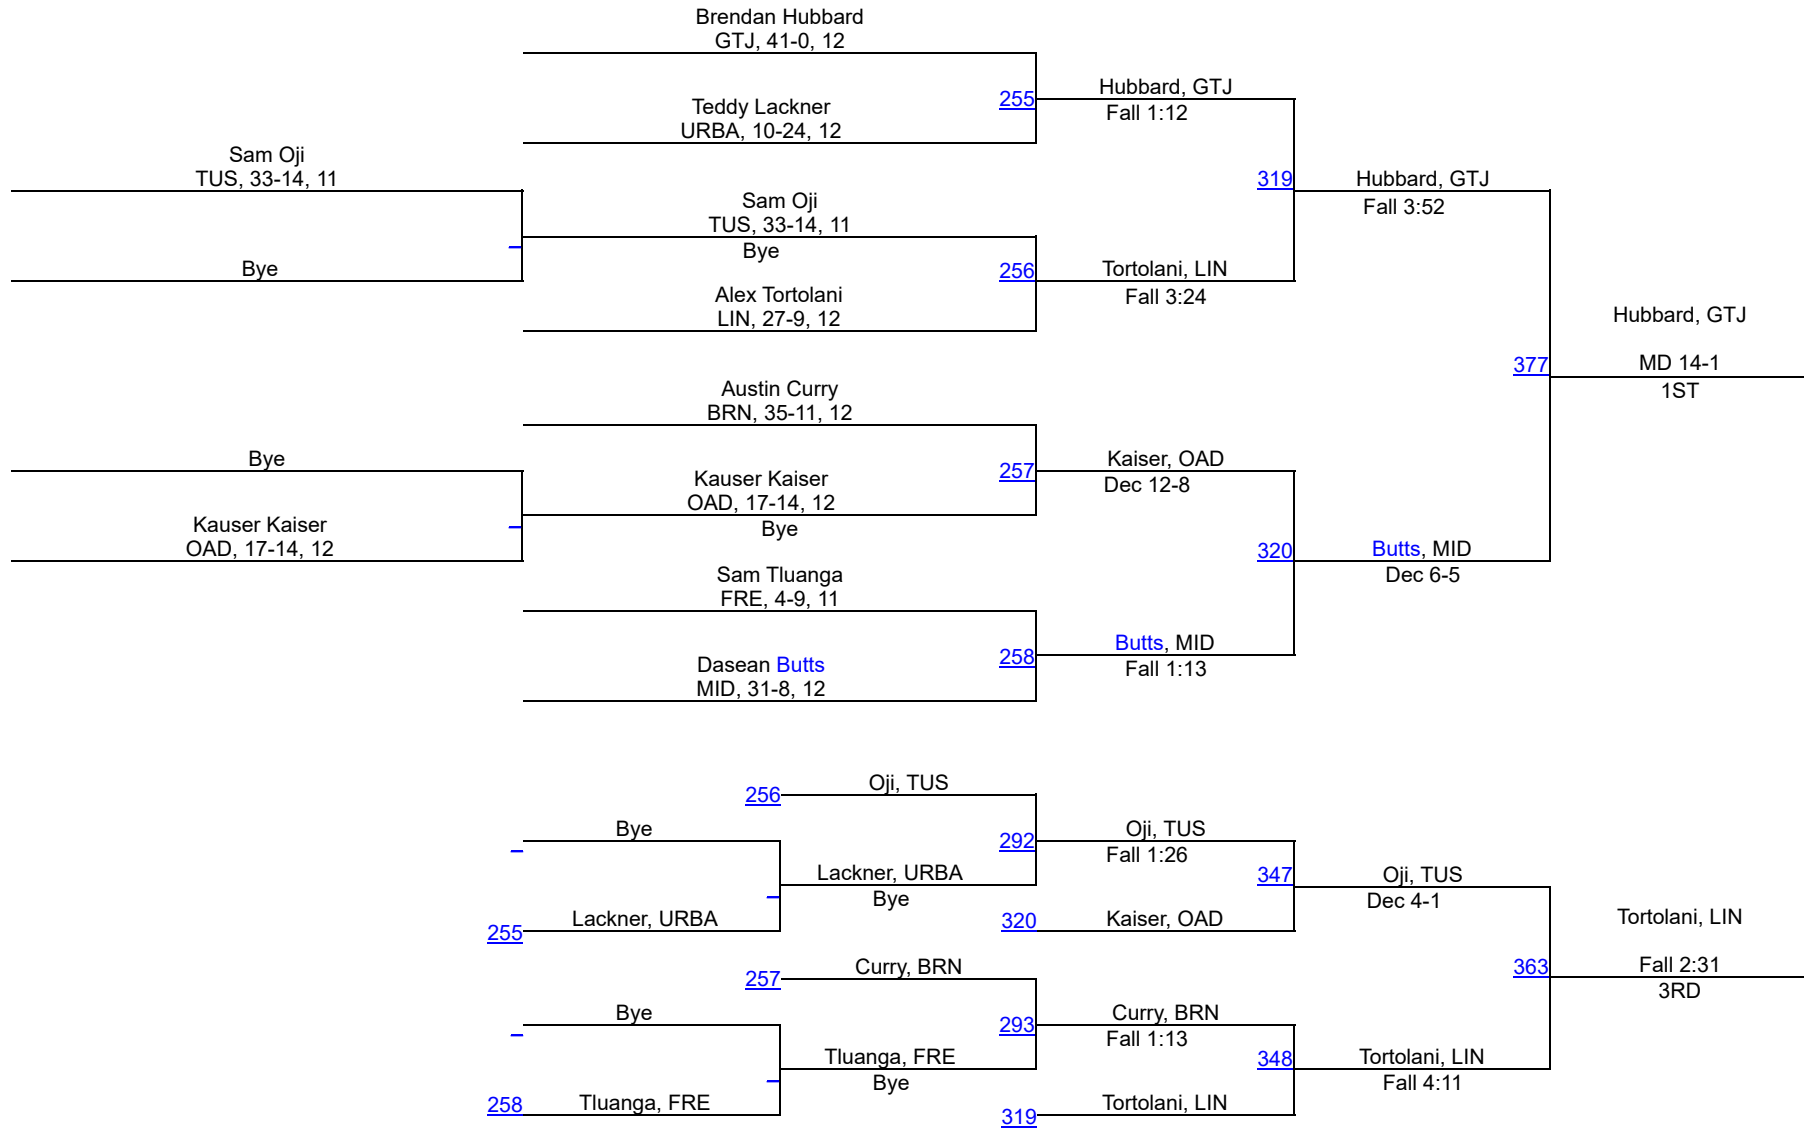 Brendan Hubbard
GTJ, 41-0, 12
255
Hubbard, GTJ
Fall 1:12
Teddy Lackner
URBA, 10-24, 12
Sam Oji
TUS, 33-14, 11
319
Hubbard, GTJ
Fall 3:52
Sam Oji
TUS, 33-14, 11
Bye
Bye
256
Tortolani, LIN
Fall 3:24
Alex Tortolani
LIN, 27-9, 12
Hubbard, GTJ
377
MD 14-1
1ST
Austin Curry
BRN, 35-11, 12
Bye
257
Kaiser, OAD
Dec 12-8
Kauser Kaiser
OAD, 17-14, 12
Bye
Kauser Kaiser
OAD, 17-14, 12
320
Butts, MID
Dec 6-5
Sam Tluanga
FRE, 4-9, 11
258
Butts, MID
Fall 1:13
Dasean Butts
MID, 31-8, 12
256
Oji, TUS
Bye
292
Oji, TUS
Fall 1:26
Lackner, URBA
Bye
347
Oji, TUS
Dec 4-1
255
Lackner, URBA
320
Kaiser, OAD
Tortolani, LIN
257
Curry, BRN
363
Fall 2:31
3RD
Bye
293
Curry, BRN
Fall 1:13
Tluanga, FRE
Bye
348
Tortolani, LIN
Fall 4:11
258
Tluanga, FRE
319
Tortolani, LIN